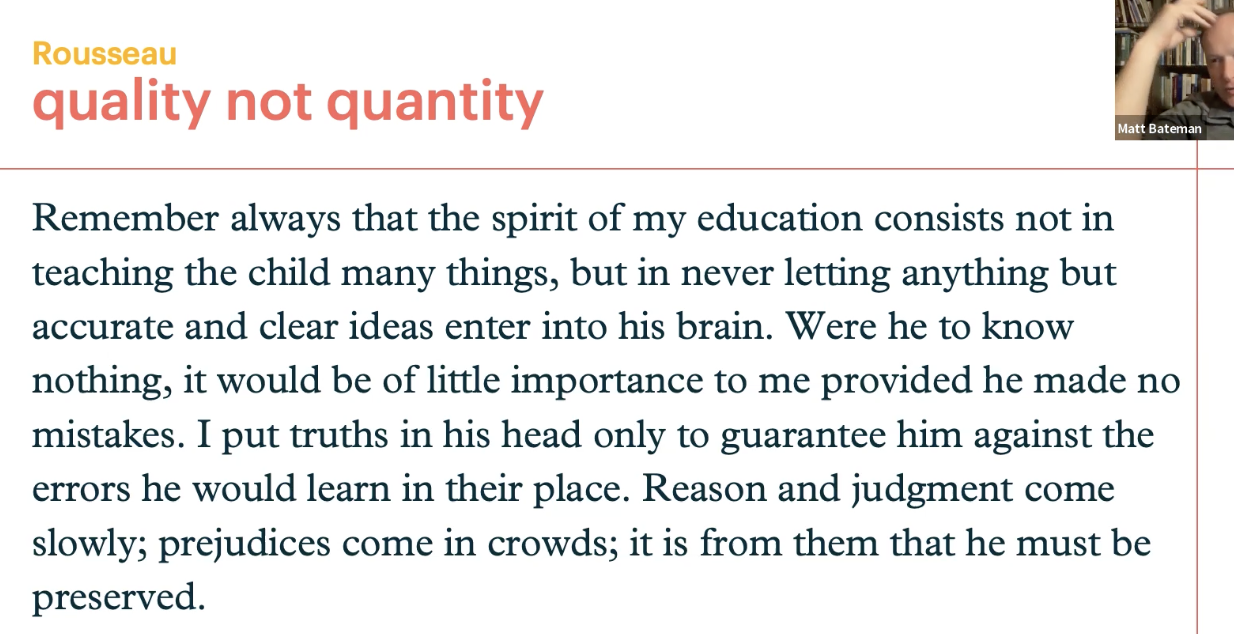 Rousseau
quality not quantity
Matt Bateman
Remember always that the spirit of my education consists not in
teaching the child many things, but in never letting anything but
accurate and clear ideas enter into his brain. Were he to know
nothing, it would be of little importance to me provided he made no
mistakes. I put truths in his head only to guarantee him against the
errors he would learn in their place. Reason and judgment come
slowly; prejudices come in crowds; it is from them that he must be
preserved.